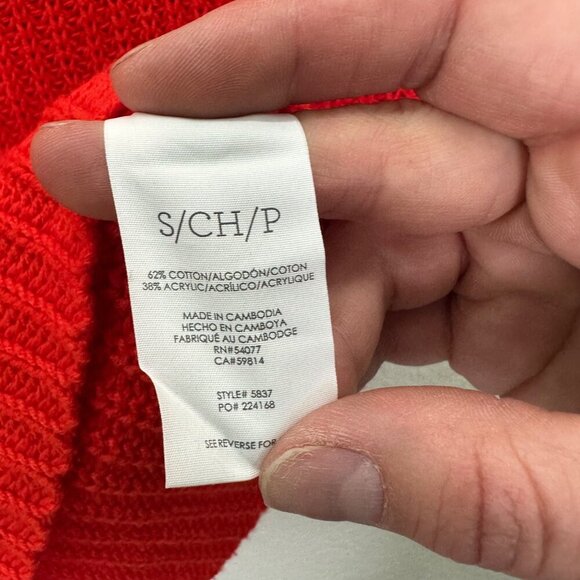 S/CH/P
62% COTTON/ALGODÓN/COTON
38% ACRYLIC/ACRÍLICO/ACRYLIQUE
MADE IN CAMBODIA
HECHO EN CAMBOYA
FABRIQUÉ AU CAMBODGE
RN#54077
CA#59814
STYLE# 5837
PO# 224168
SEE REVERSE FOR